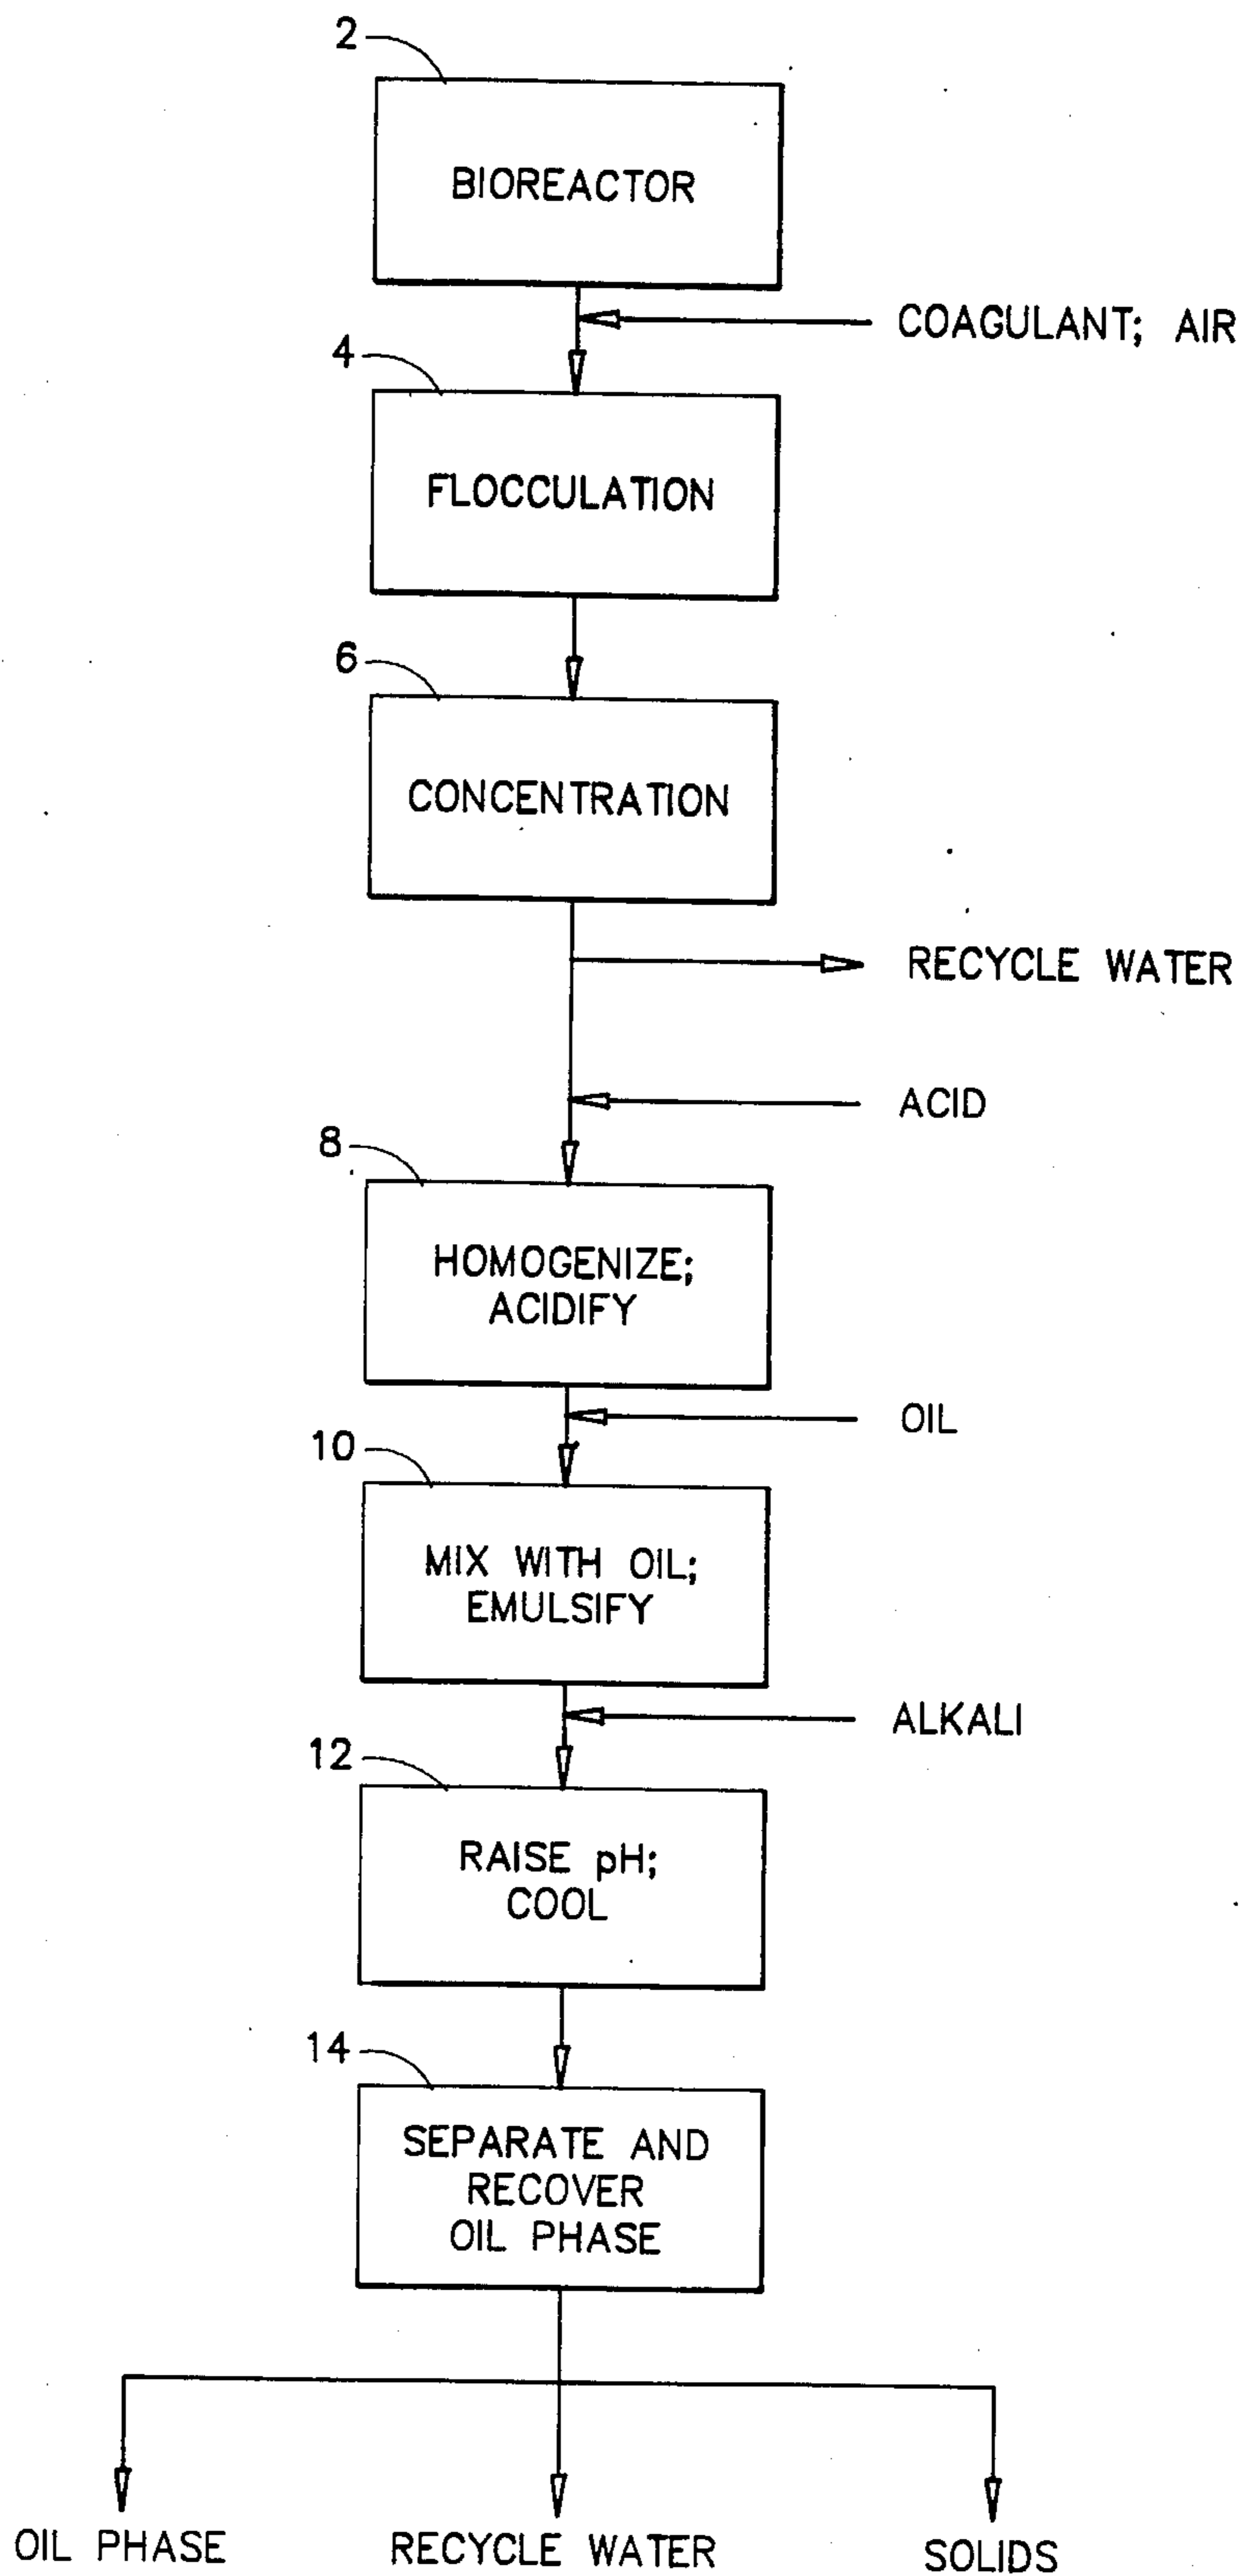 2
BIOREACTOR
COAGULANT; AIR
4
FLOCCULATION
6
CONCENTRATION
RECYCLE WATER
ACID
8
HOMOGENIZE;
ACIDIFY
OIL
10
MIX WITH OIL;
EMULSIFY
ALKALI
12
RAISE pH;
COOL
14
SEPARATE AND
RECOVER
OIL PHASE
OIL PHASE
RECYCLE WATER
SOLIDS